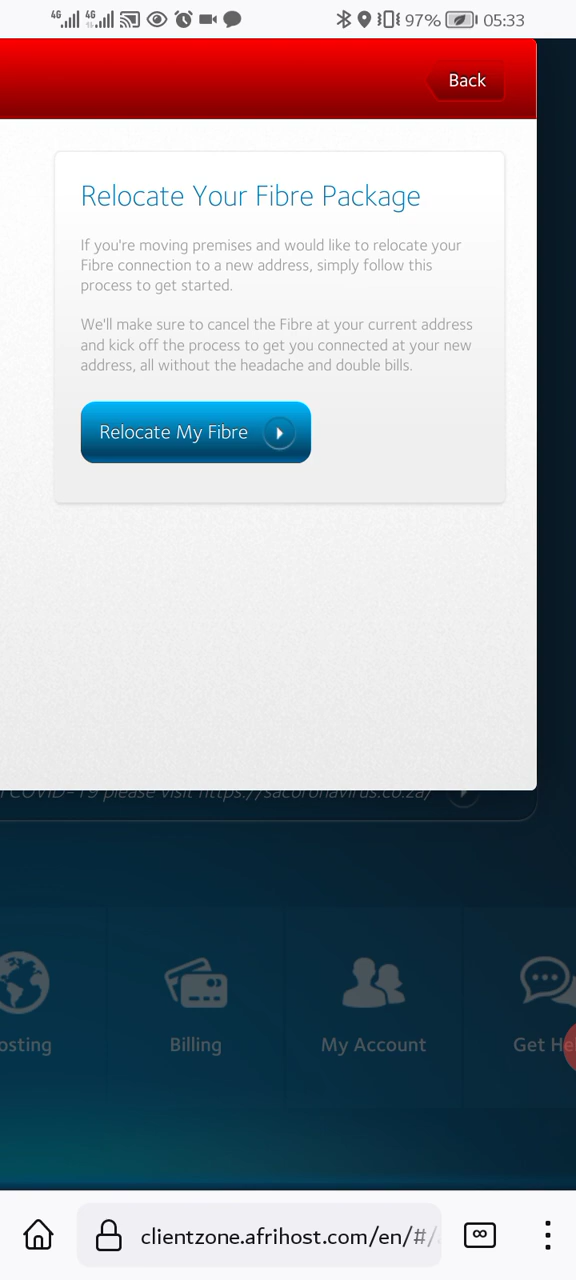 4G 4G 97% 05:33
Back
Relocate Your Fibre Package
If you're moving premises and would like to relocate your
Fibre connection to a new address, simply follow this
process to get started.
We'll make sure to cancel the Fibre at your current address
and kick off the process to get you connected at your new
address, all without the headache and double bills.
Relocate My Fibre
COVID-19 please visit https://sacoronavirus.co.za/
osting Billing My Account Get He
clientzone.afrihost.com/en/#/